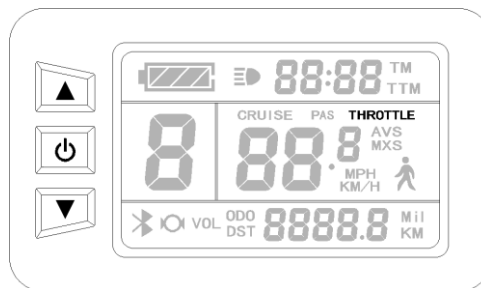 88:88 TM
TTM
CRUISE PAS THROTTLE
8 88.8 AVS
MXS
MPH
KM/H
VOL ODO 8888.8 Mil
DST KM